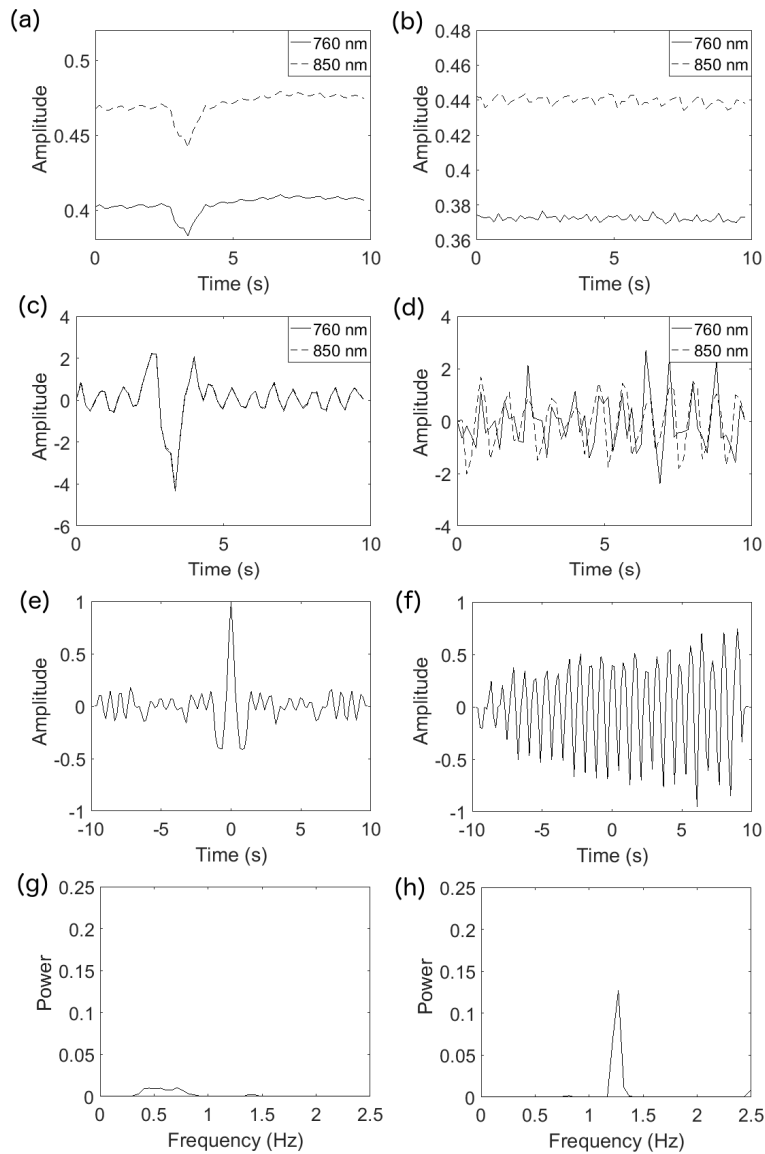 (a)
0.5
0.45
0.4
0
5
10
Amplitude
Time (s)
760 nm
850 nm
(b)
0.48
0.46
0.44
0.42
0.4
0.38
0.36
0
5
10
Amplitude
Time (s)
760 nm
850 nm
(c)
4
2
0
-2
-4
-6
0
5
10
Amplitude
Time (s)
760 nm
850 nm
(d)
4
2
0
-2
-4
0
5
10
Amplitude
Time (s)
760 nm
850 nm
(e)
1
0.5
0
-0.5
-1
-10
-5
0
5
10
Amplitude
Time (s)
(f)
1
0.5
0
-0.5
-1
-10
-5
0
5
10
Amplitude
Time (s)
(g)
0.25
0.2
0.15
0.1
0.05
0
0
0.5
1
1.5
2
2.5
Power
Frequency (Hz)
(h)
0.25
0.2
0.15
0.1
0.05
0
0
0.5
1
1.5
2
2.5
Power
Frequency (Hz)